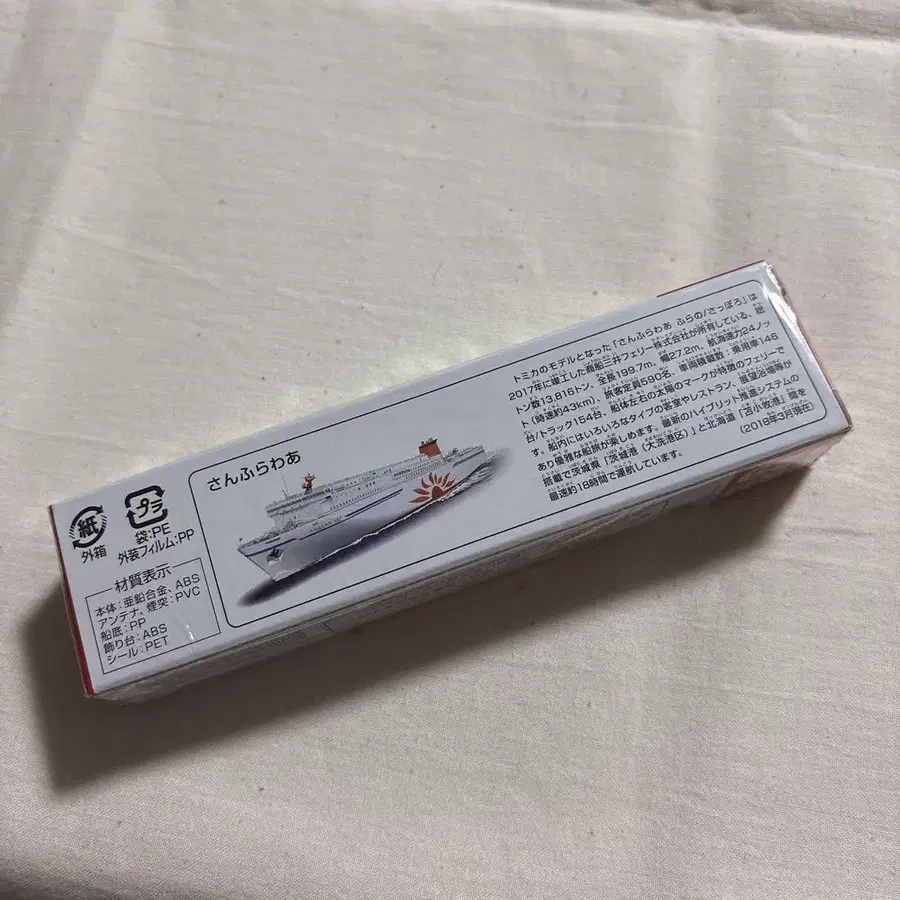 紙
外箱
プラ
袋:PE
外装フィルム:PP
材質表示
本体:亜鉛合金、ABS
アンテナ、煙突:PVC
船底:PP
飾り台:ABS
シール:PET
さんふらわあ
トミカのモデルとなった「さんふらわあ ふらの/さっぽろ」は
2017年に竣工した商船三井フェリー株式会社が所有している、総
トン数13,816トン、全長199.7m、幅27.2m、航海速力24ノッ
ト(時速約43km)、旅客定員590名、車両積載数:乗用車146
台/トラック154台、船体左右の太陽のマークが特徴のフェリーで
す。船内にはいろいろなタイプの客室やレストラン、展望浴場等が
あり優雅な船旅が楽しめます。最新のハイブリット推進システムの
搭載で茨城県「茨城港(大洗港区)」と北海道「苫小牧港」間を
最速約18時間で運航しています。
(2018年3月現在)